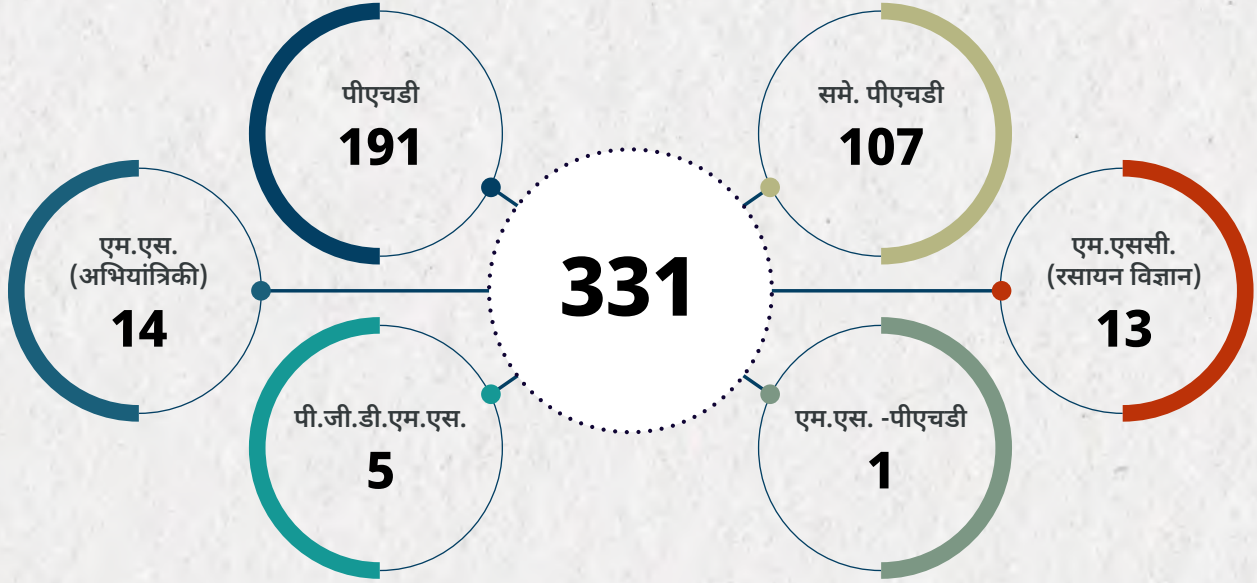 पीएचडी
191
समे. पीएचडी
107
एम.एस.
(अभियांत्रिकी)
14
331
एम.एससी.
(रसायन विज्ञान)
13
पी.जी.डी.एम.एस.
5
एम.एस. -पीएचडी
1